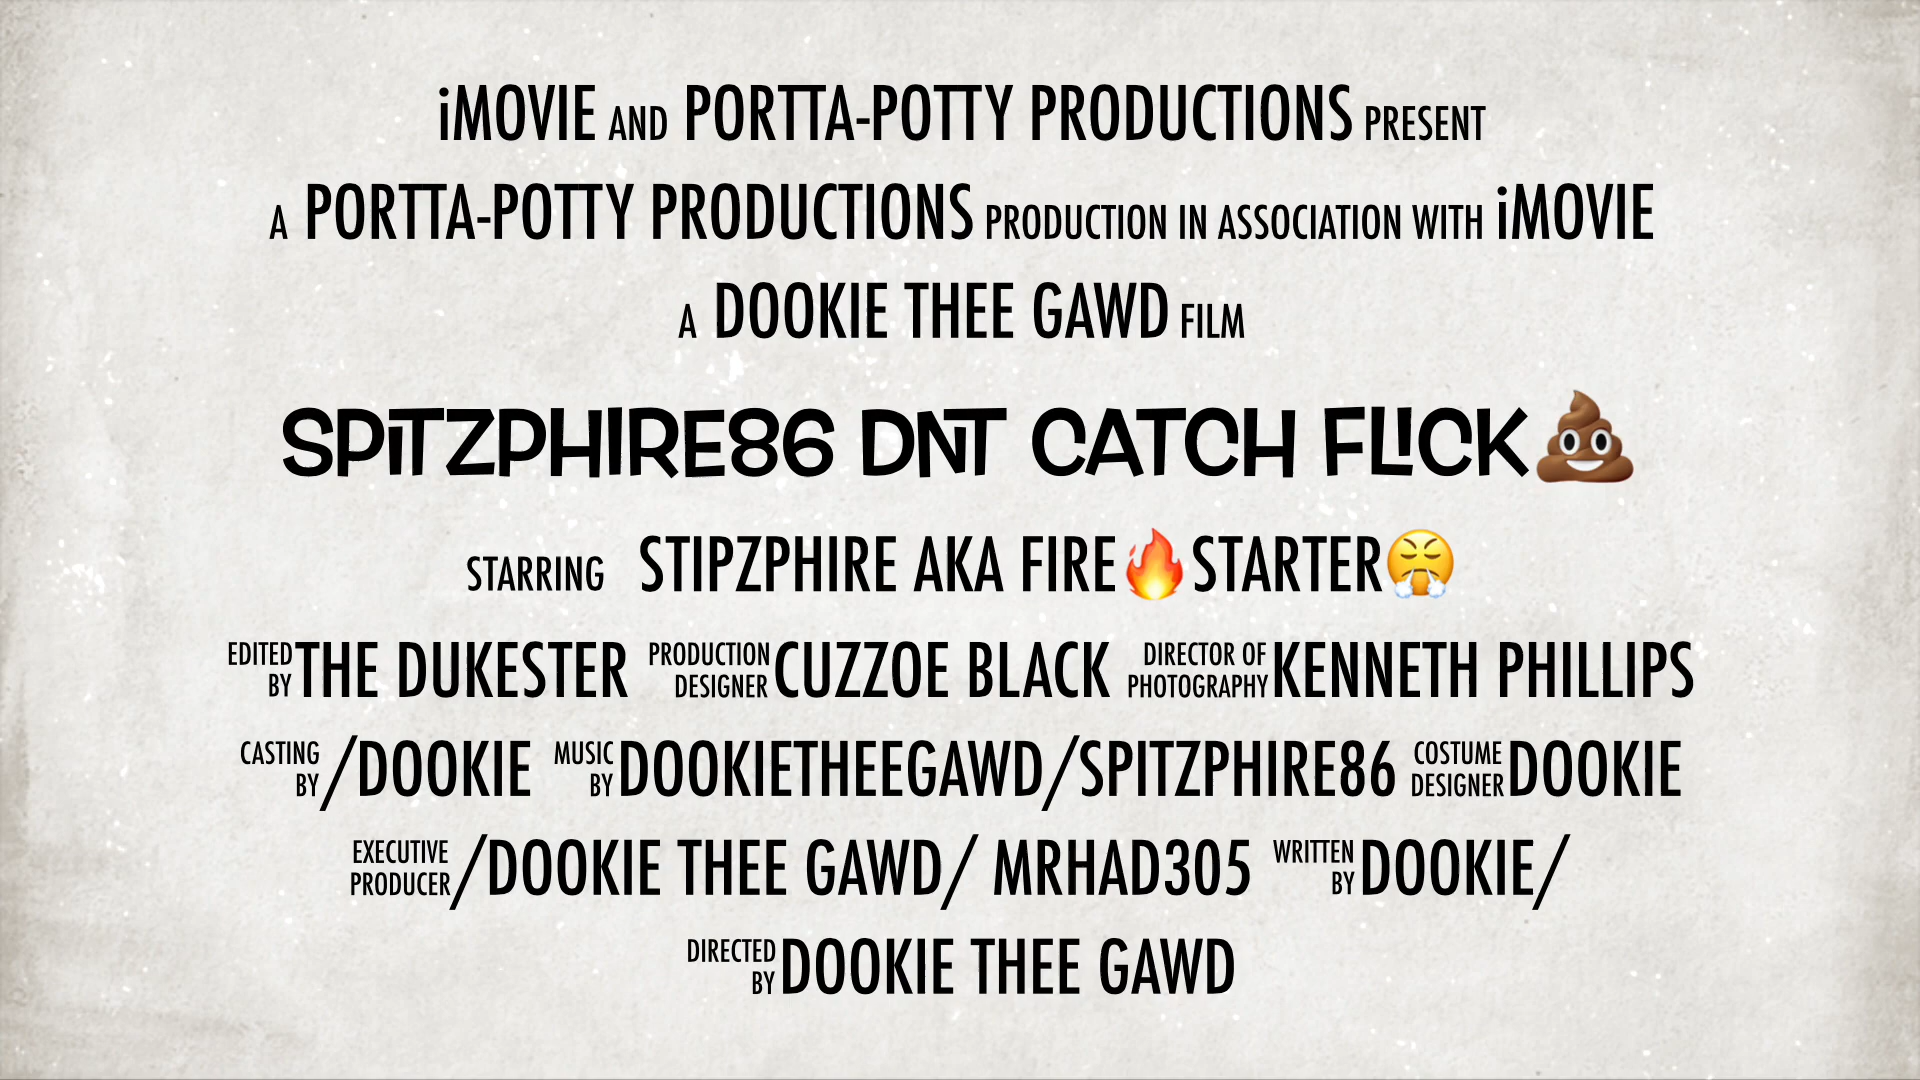 iMOVIE AND PORTTA-POTTY PRODUCTIONS PRESENT
A PORTTA-POTTY PRODUCTIONS PRODUCTION IN ASSOCIATION WITH iMOVIE
A DOOKIE THEE GAWD FILM
SPiTZPHIRE86 DNT CATCH FL!CK💩
STARRING STIPZPHIRE AKA FIRE🔥STARTER😤
EDITED BY THE DUKESTER PRODUCTION DESIGNER CUZZOE BLACK DIRECTOR OF PHOTOGRAPHY KENNETH PHILLIPS
CASTING BY /DOOKIE MUSIC BY DOOKIETHEEGAWD/SPITZPHIRE86 COSTUME DESIGNER DOOKIE
EXECUTIVE PRODUCER /DOOKIE THEE GAWD/ MRHAD305 WRITTEN BY DOOKIE/
DIRECTED BY DOOKIE THEE GAWD